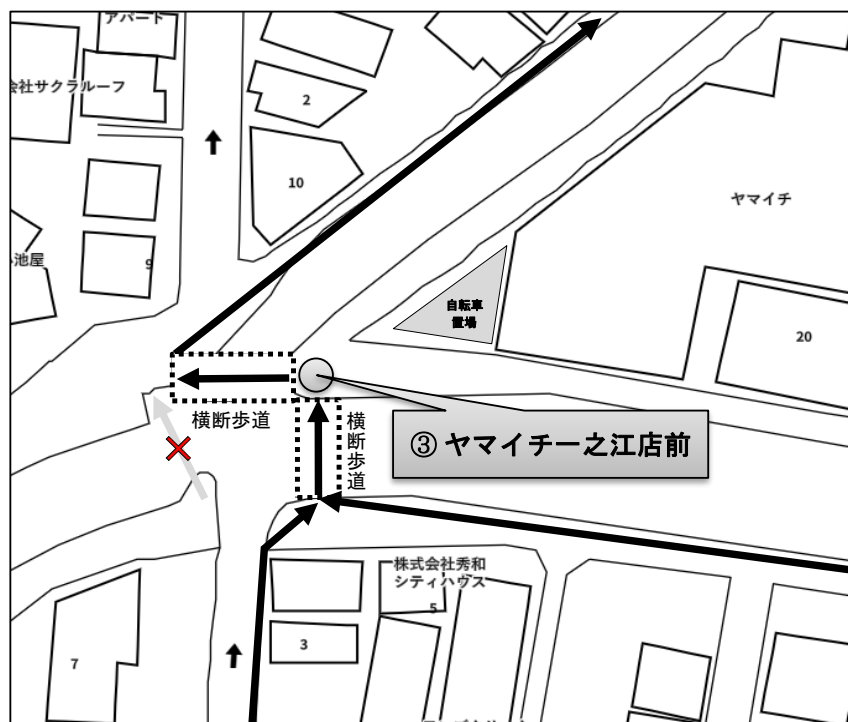 アパート
会社サクラルーフ
2
10
ヤマイチ
池屋
9
自転車
置場
20
横断歩道
横断歩道
③ ヤマイチ一之江店前
株式会社秀和
シティハウス
5
3
7